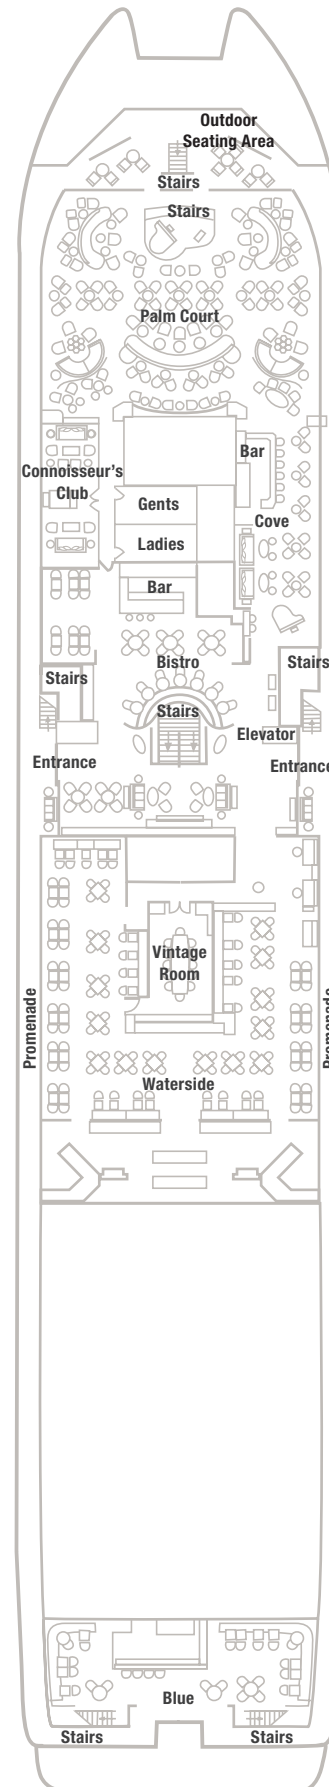 Outdoor
Seating Area
Stairs
Stairs
Palm Court
Bar
Connoisseur's
Club
Gents
Cove
Ladies
Bar
Bistro
Stairs
Stairs
Stairs
Elevator
Entrance
Entrance
Vintage
Room
Promenade
Promenade
Waterside
Blue
Stairs
Stairs